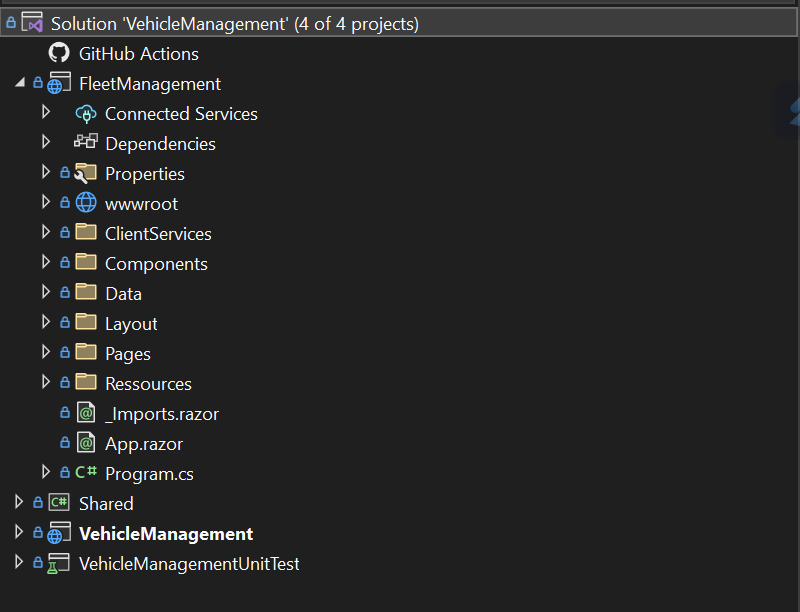 Solution 'VehicleManagement' (4 of 4 projects)
GitHub Actions
FleetManagement
Connected Services
Dependencies
Properties
wwwroot
ClientServices
Components
Data
Layout
Pages
Ressources
_Imports.razor
App.razor
C# Program.cs
C# Shared
VehicleManagement
VehicleManagementUnitTest